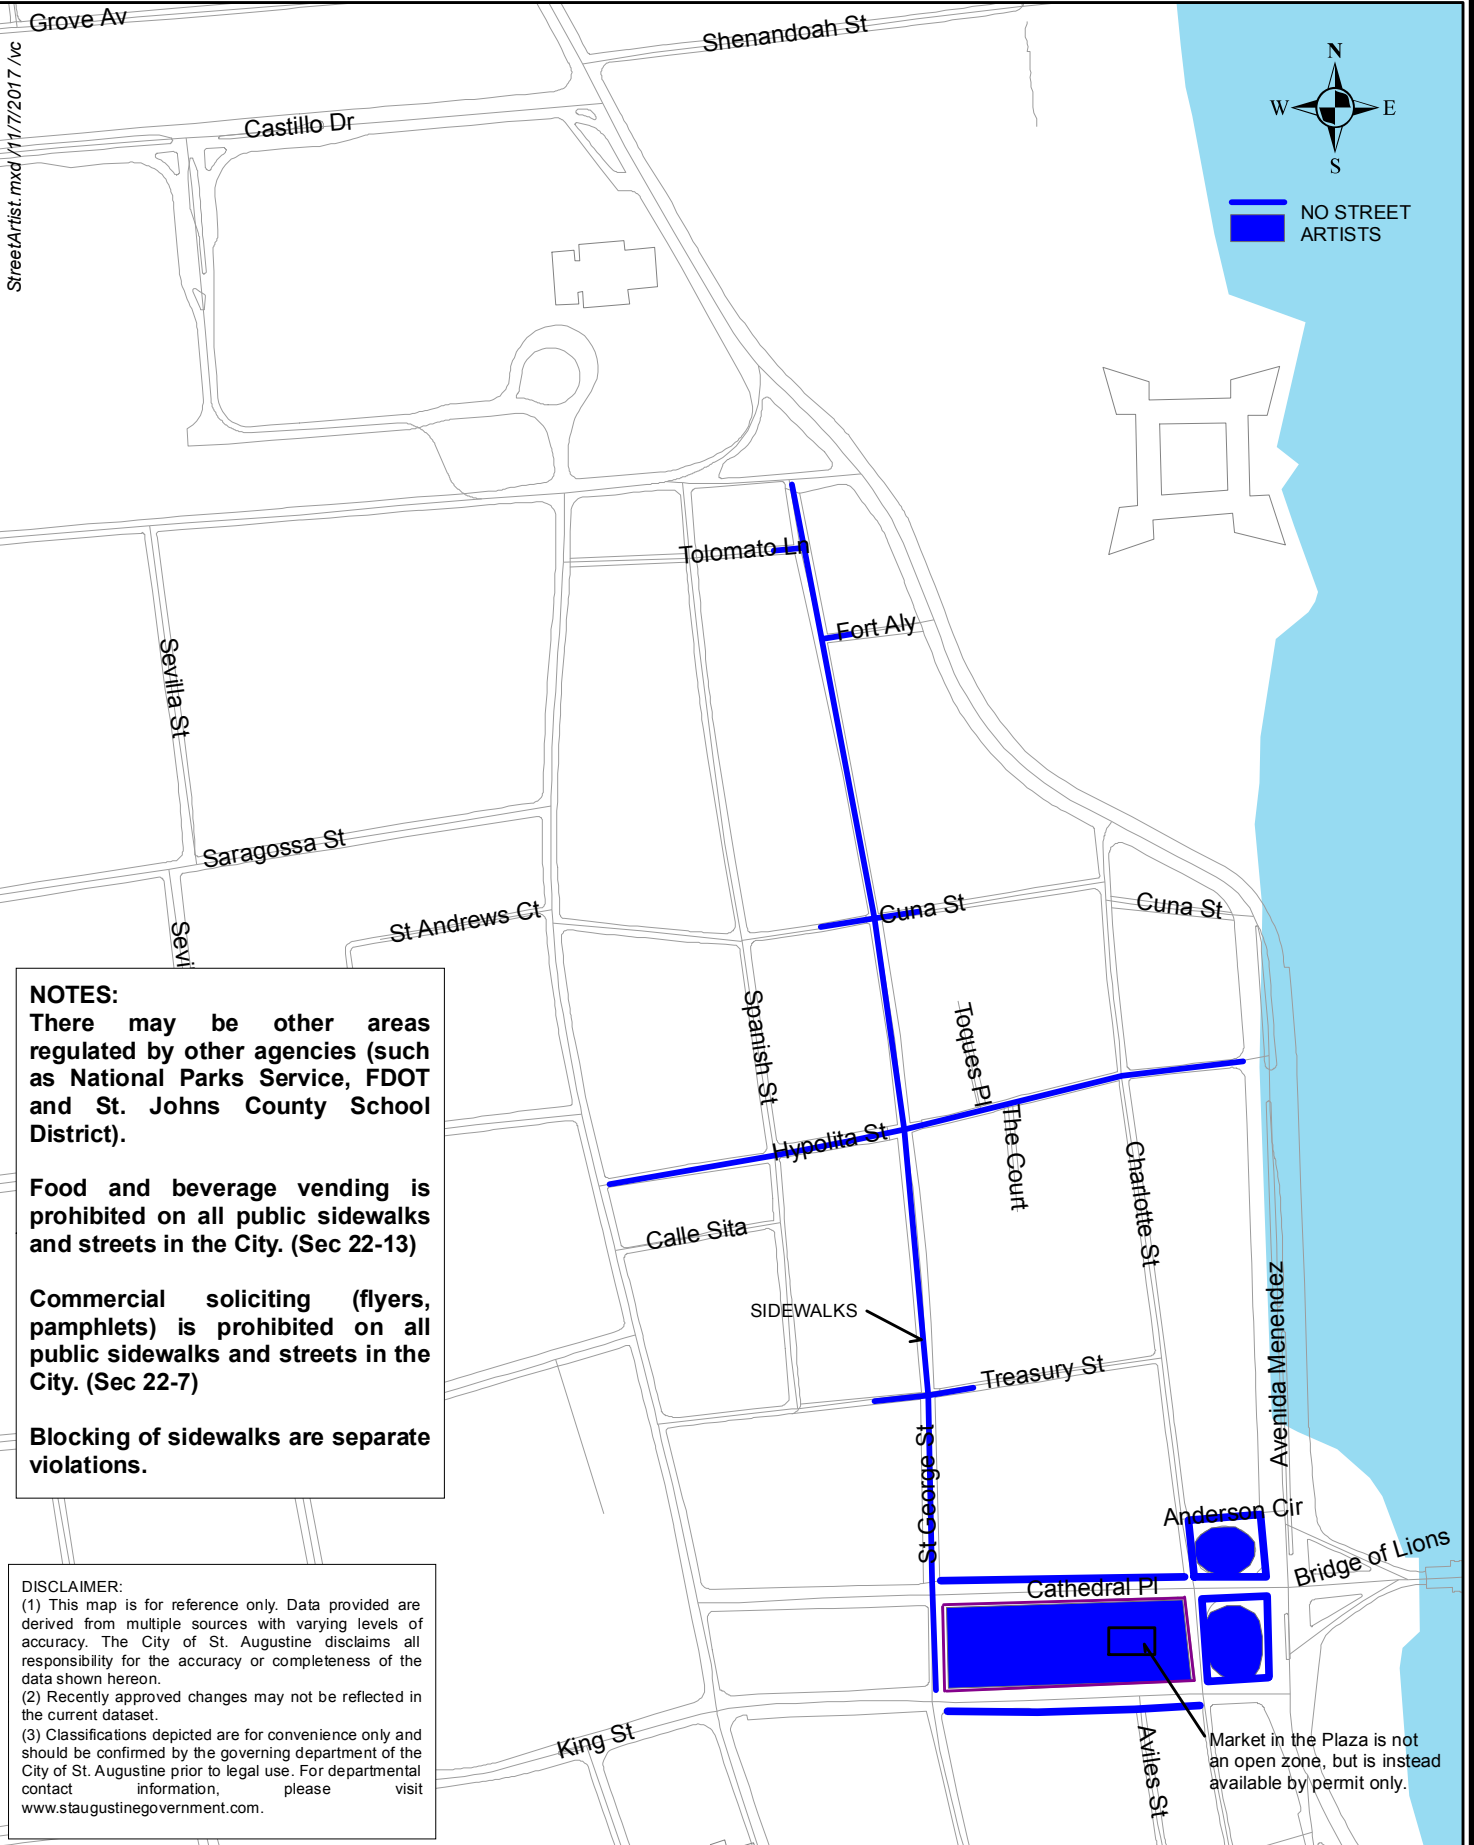 Grove Av
Shenandoah St
StreetArtist.mxd /11/7/2017 /vc
N
W
E
S
Castillo Dr
NO STREET
ARTISTS
Tolomato Ln
Fort Aly
Sevilla St
Saragossa St
Cuna St
Cuna St
St Andrews Ct
Sevi
Spanish St
Toques Pl
The Court
Hypolita St
Charlotte St
Calle Sita
Avenida Menendez
SIDEWALKS
Treasury St
St George St
Anderson Cir
Bridge of Lions
Cathedral Pl
King St
Aviles St
Market in the Plaza is not
an open zone, but is instead
available by permit only.
NOTES:
There may be other areas
regulated by other agencies (such
as National Parks Service, FDOT
and St. Johns County School
District).
Food and beverage vending is
prohibited on all public sidewalks
and streets in the City. (Sec 22-13)
Commercial soliciting (flyers,
pamphlets) is prohibited on all
public sidewalks and streets in the
City. (Sec 22-7)
Blocking of sidewalks are separate
violations.
DISCLAIMER:
(1) This map is for reference only. Data provided are
derived from multiple sources with varying levels of
accuracy. The City of St. Augustine disclaims all
responsibility for the accuracy or completeness of the
data shown hereon.
(2) Recently approved changes may not be reflected in
the current dataset.
(3) Classifications depicted are for convenience only and
should be confirmed by the governing department of the
City of St. Augustine prior to legal use. For departmental
contact information, please visit
www.staugustinegovernment.com.